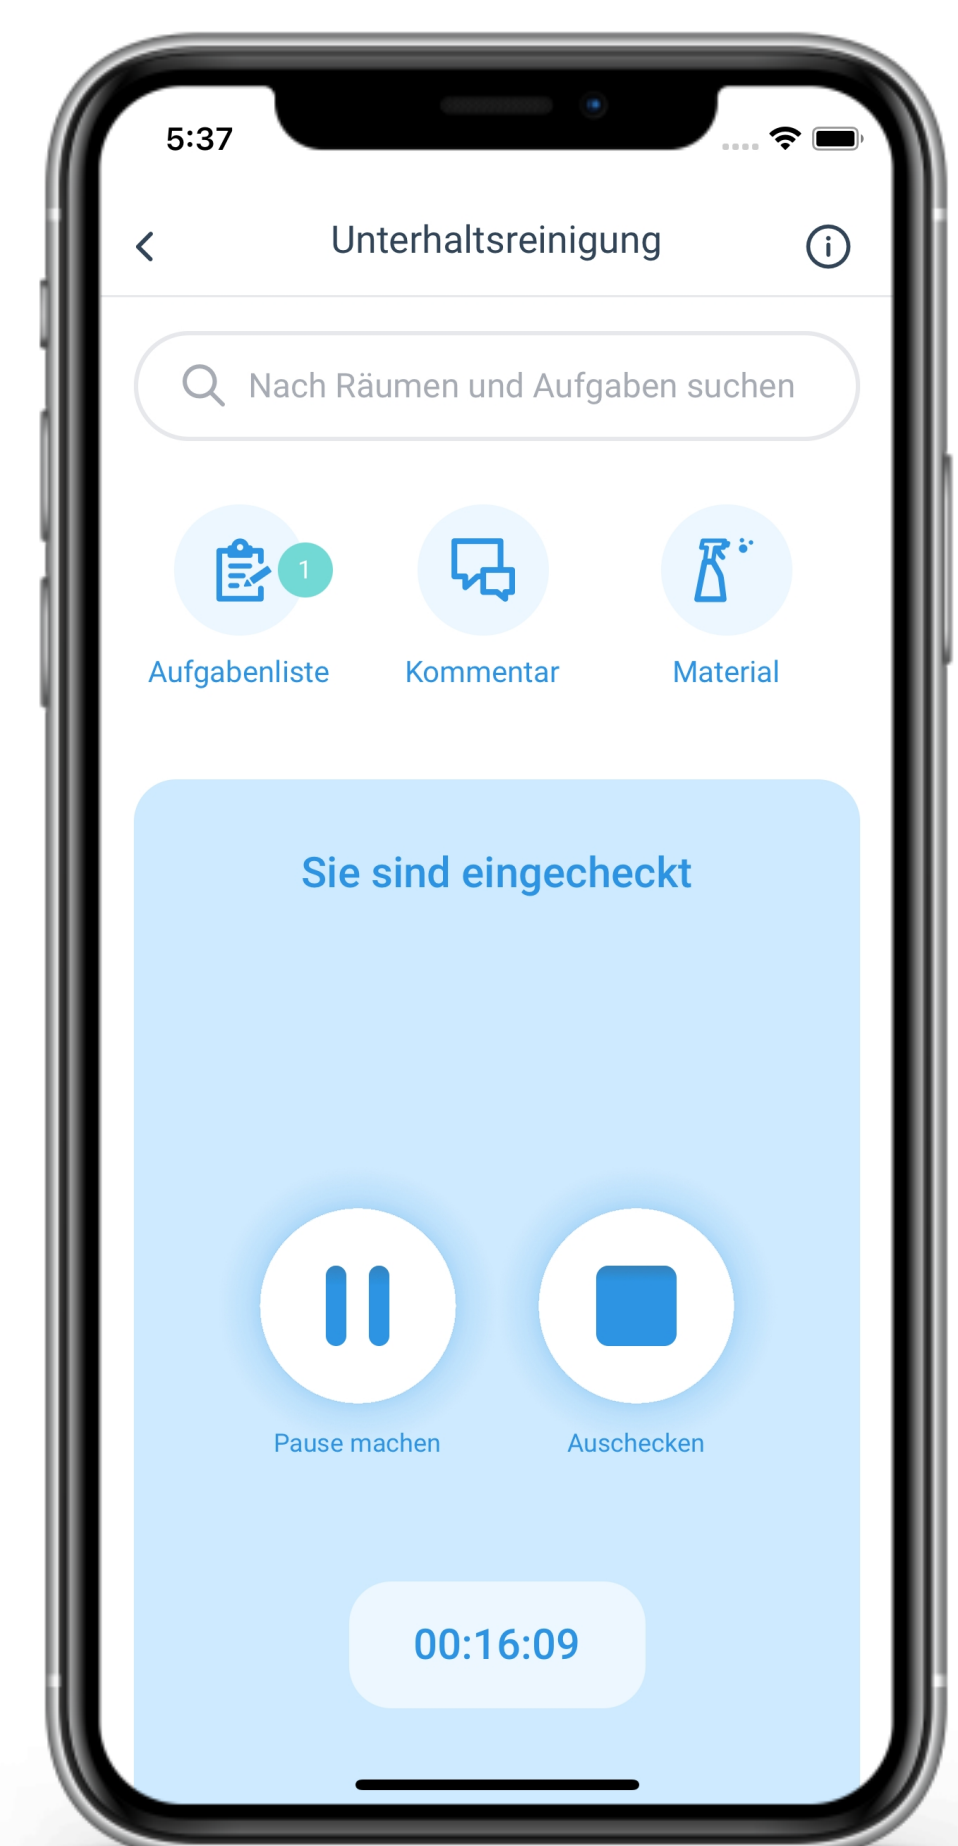 5:37
Unterhaltsreinigung
Nach Räumen und Aufgaben suchen
1
Aufgabenliste
Kommentar
Material
Sie sind eingecheckt
Pause machen
Auschecken
00:16:09